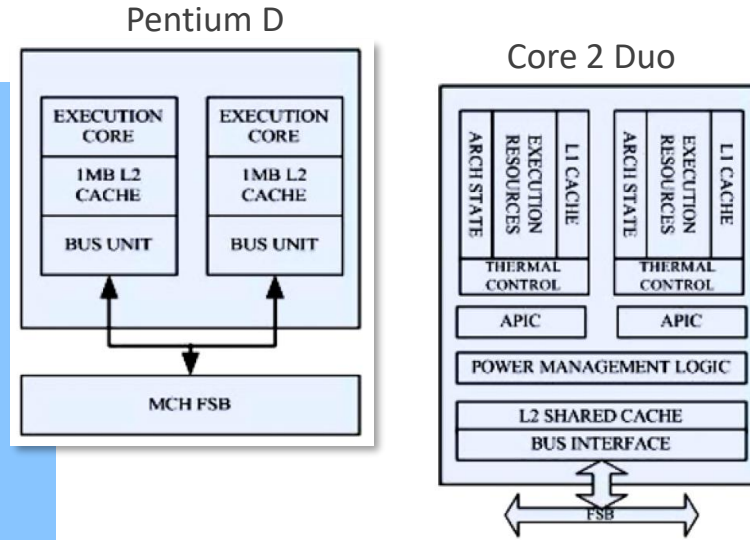 Pentium D
EXECUTION
CORE
1MB L2
CACHE
BUS UNIT
EXECUTION
CORE
1MB L2
CACHE
BUS UNIT
MCH FSB
Core 2 Duo
ARCH STATE
EXECUTION
RESOURCES
L1 CACHE
THERMAL
CONTROL
APIC
ARCH STATE
EXECUTION
RESOURCES
L1 CACHE
THERMAL
CONTROL
APIC
POWER MANAGEMENT LOGIC
L2 SHARED CACHE
BUS INTERFACE
FSB